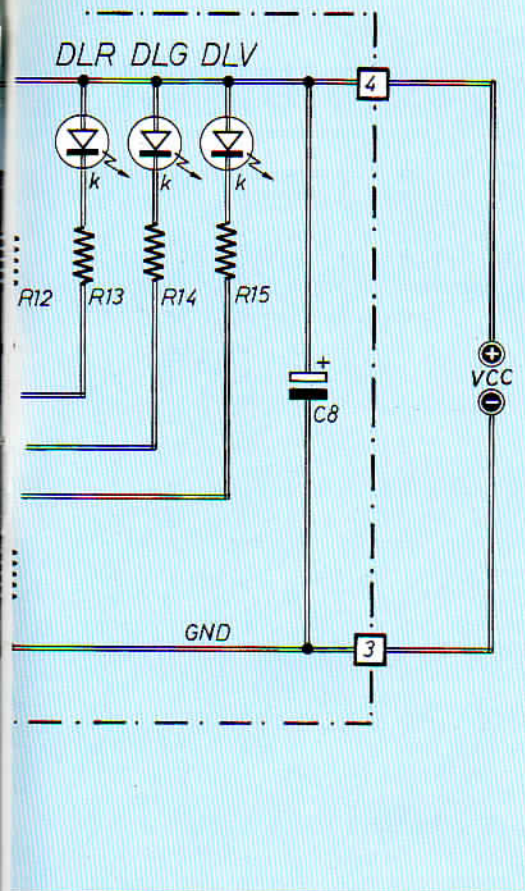 DLR DLG DLV
4
k k k
R12 R13 R14 R15
+
VCC
+
−
C8
GND
3